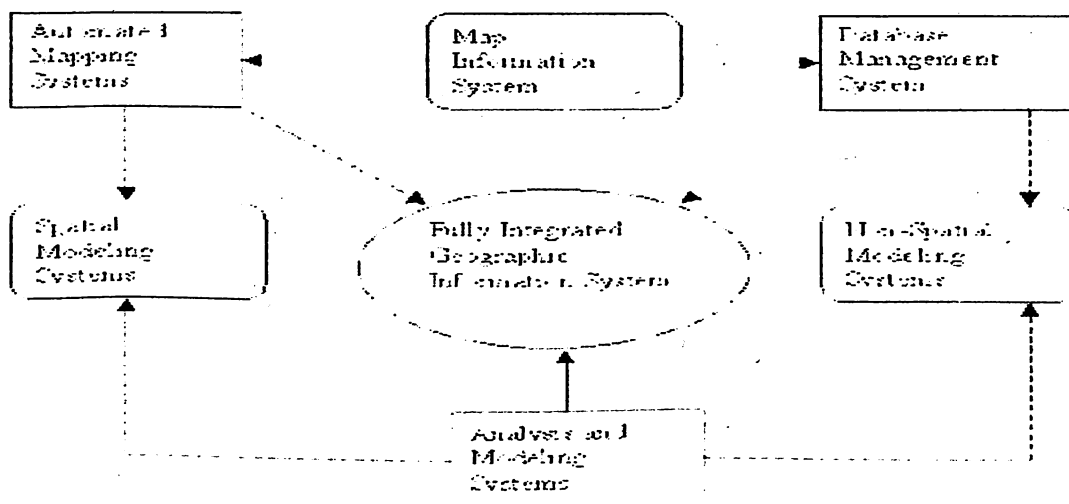 Automated
Mapping
Systems
Map
Information
System
Database
Management
System
Spatial
Modeling
Systems
Fully Integrated
Geographic
Information System
Non-Spatial
Modeling
Systems
Analysis and
Modeling
Systems